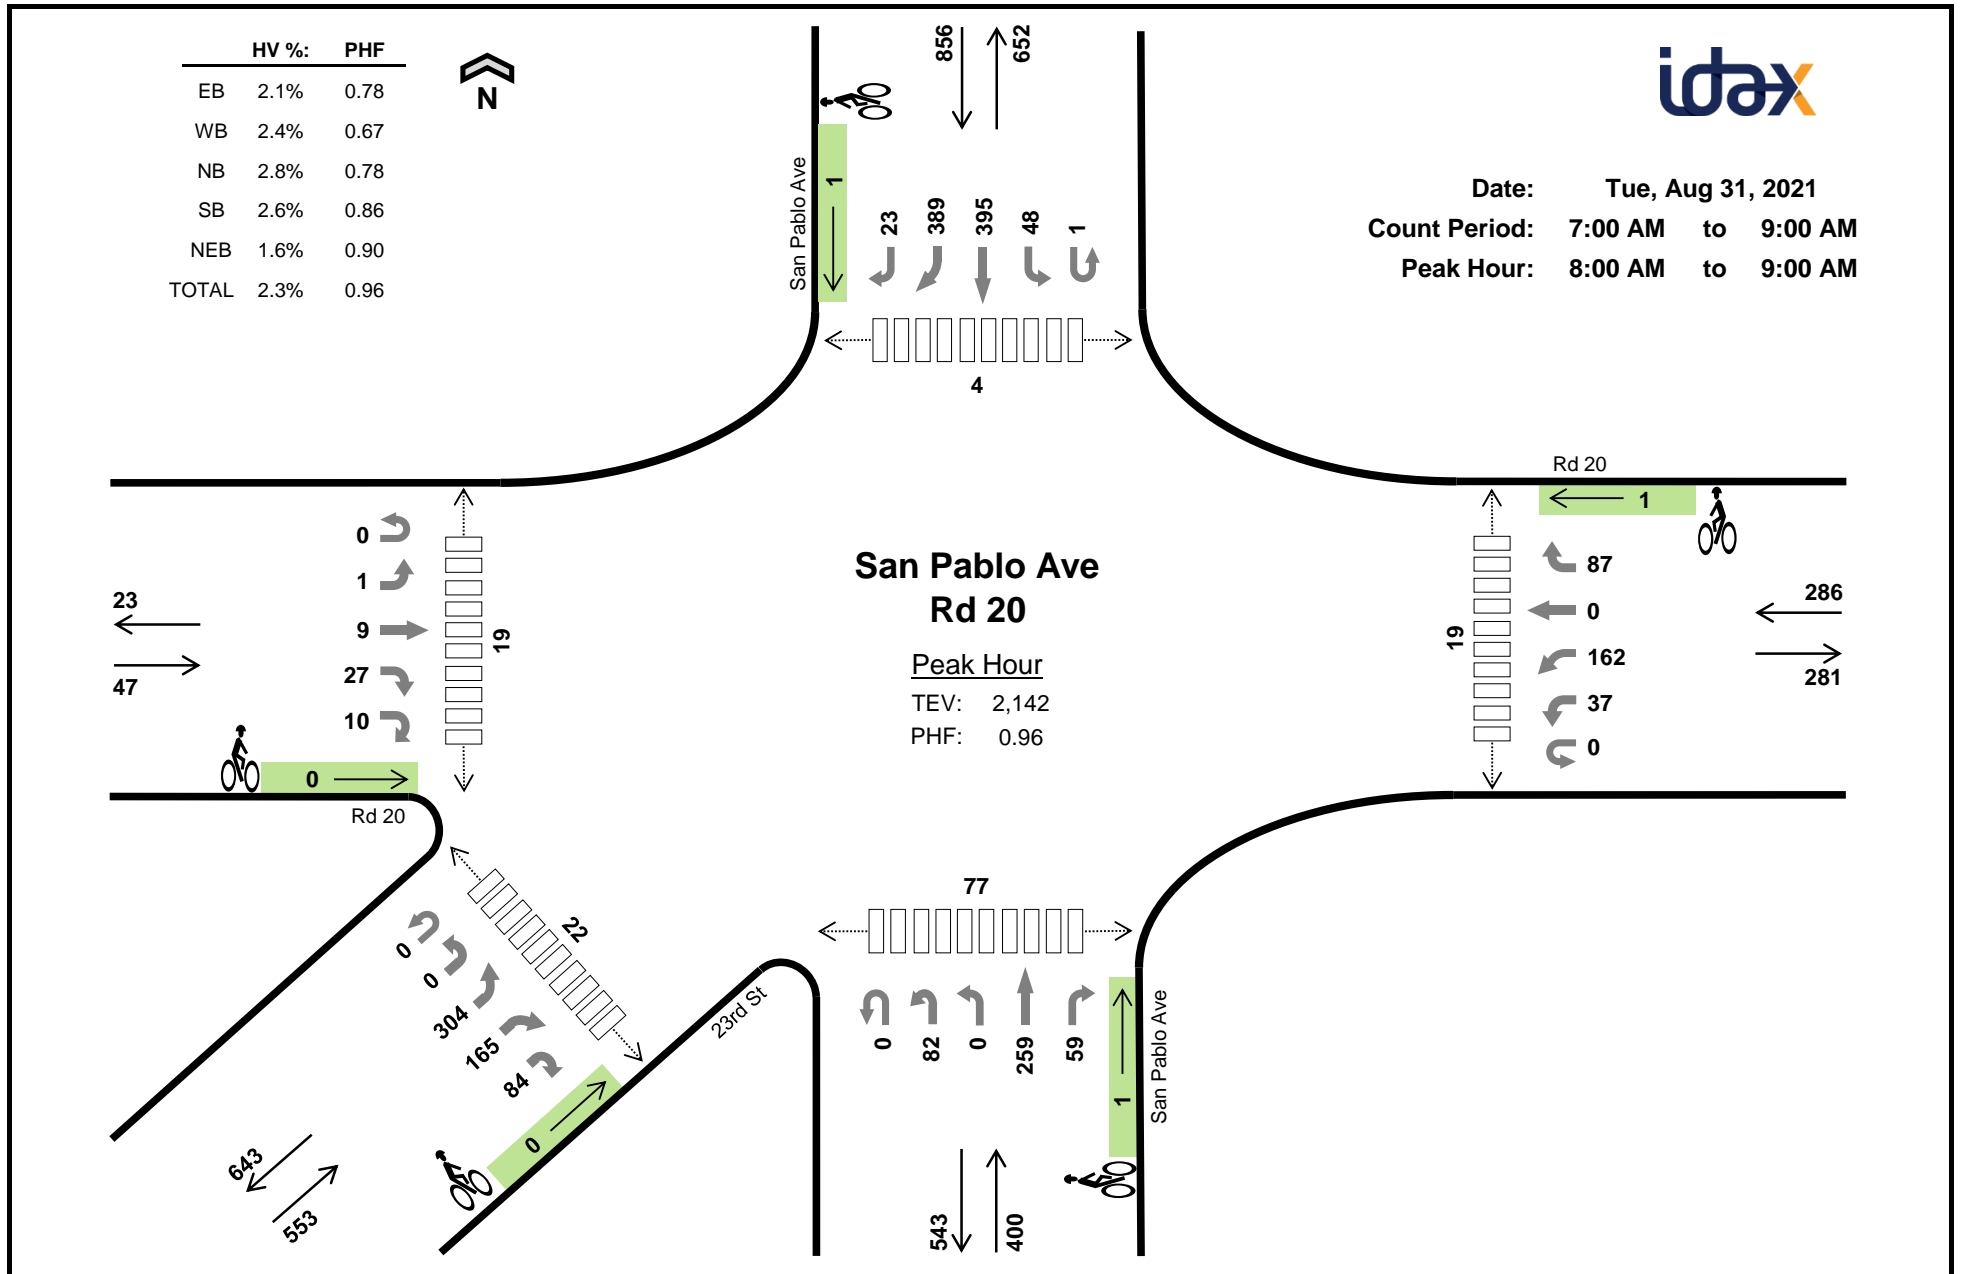 HV %: PHF
EB 2.1% 0.78
WB 2.4% 0.67
NB 2.8% 0.78
SB 2.6% 0.86
NEB 1.6% 0.90
TOTAL 2.3% 0.96
N
856
652
idax
Date: Tue, Aug 31, 2021
Count Period: 7:00 AM to 9:00 AM
Peak Hour: 8:00 AM to 9:00 AM
San Pablo Ave
1
23
389
395
48
1
4
Rd 20
1
0
1
9
27
10
19
23
47
0
Rd 20
San Pablo Ave
Rd 20
Peak Hour
TEV: 2,142
PHF: 0.96
19
87
0
162
37
0
286
281
22
0
0
304
165
84
0
23rd St
643
553
77
0
82
0
259
59
1
San Pablo Ave
543
400